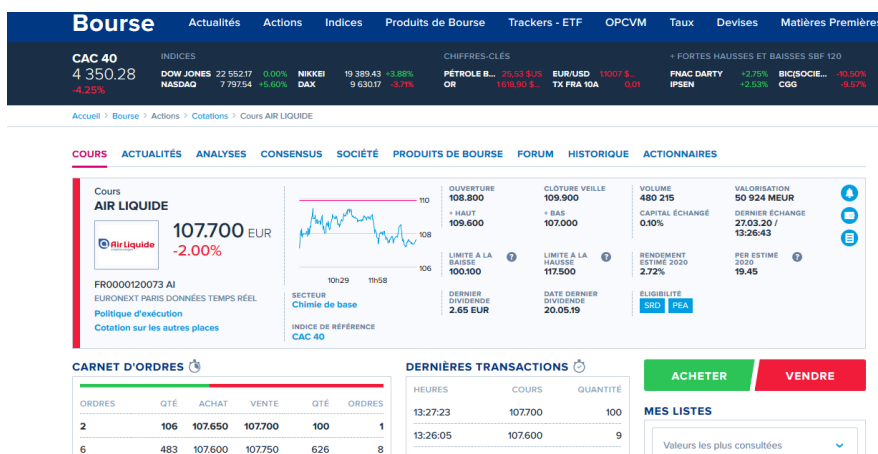 Bourse
Actualités Actions Indices Produits de Bourse Trackers - ETF OPCVM Taux Devises Matières Premières
CAC 40
4 350.28
-4.25%
INDICES
DOW JONES 22 552.17 0.00% NIKKEI 19 389.43 +3.88%
NASDAQ 7 797.54 +5.60% DAX 9 630.17 -3.71%
CHIFFRES-CLÉS
PÉTROLE B... 25,53 $US EUR/USD 1.1007 $...
OR 1 618,90 $... TX FRA 10A 0,01
+ FORTES HAUSSES ET BAISSES SBF 120
FNAC DARTY +2.75% BIC(SOCIE... -10.50%
IPSEN +2.53% CGG -9.57%
Accueil > Bourse > Actions > Cotations > Cours AIR LIQUIDE
COURS ACTUALITÉS ANALYSES CONSENSUS SOCIÉTÉ PRODUITS DE BOURSE FORUM HISTORIQUE ACTIONNAIRES
Cours
AIR LIQUIDE
Air Liquide
107.700 EUR
-2.00%
FR0000120073 AI
EURONEXT PARIS DONNÉES TEMPS RÉEL
Politique d'exécution
Cotation sur les autres places
110
108
106
10h29 11h58
SECTEUR
Chimie de base
INDICE DE RÉFÉRENCE
CAC 40
OUVERTURE
108.800
CLÔTURE VEILLE
109.900
VOLUME
480 215
VALORISATION
50 924 MEUR
+ HAUT
109.600
+ BAS
107.000
CAPITAL ÉCHANGÉ
0.10%
DERNIER ÉCHANGE
27.03.20 /
13:26:43
LIMITE À LA
BAISSE ?
100.100
LIMITE À LA
HAUSSE ?
117.500
RENDEMENT
ESTIMÉ 2020
2.72%
PER ESTIMÉ
2020 ?
19.45
DERNIER
DIVIDENDE
2.65 EUR
DATE DERNIER
DIVIDENDE
20.05.19
ÉLIGIBILITÉ
SRD PEA
CARNET D'ORDRES
ORDRES QTÉ ACHAT VENTE QTÉ ORDRES
2 106 107.650 107.700 100 1
6 483 107.600 107.750 626 8
DERNIÈRES TRANSACTIONS
HEURES COURS QUANTITÉ
13:27:23 107.700 100
13:26:05 107.600 9
ACHETER VENDRE
MES LISTES
Valeurs les plus consultées